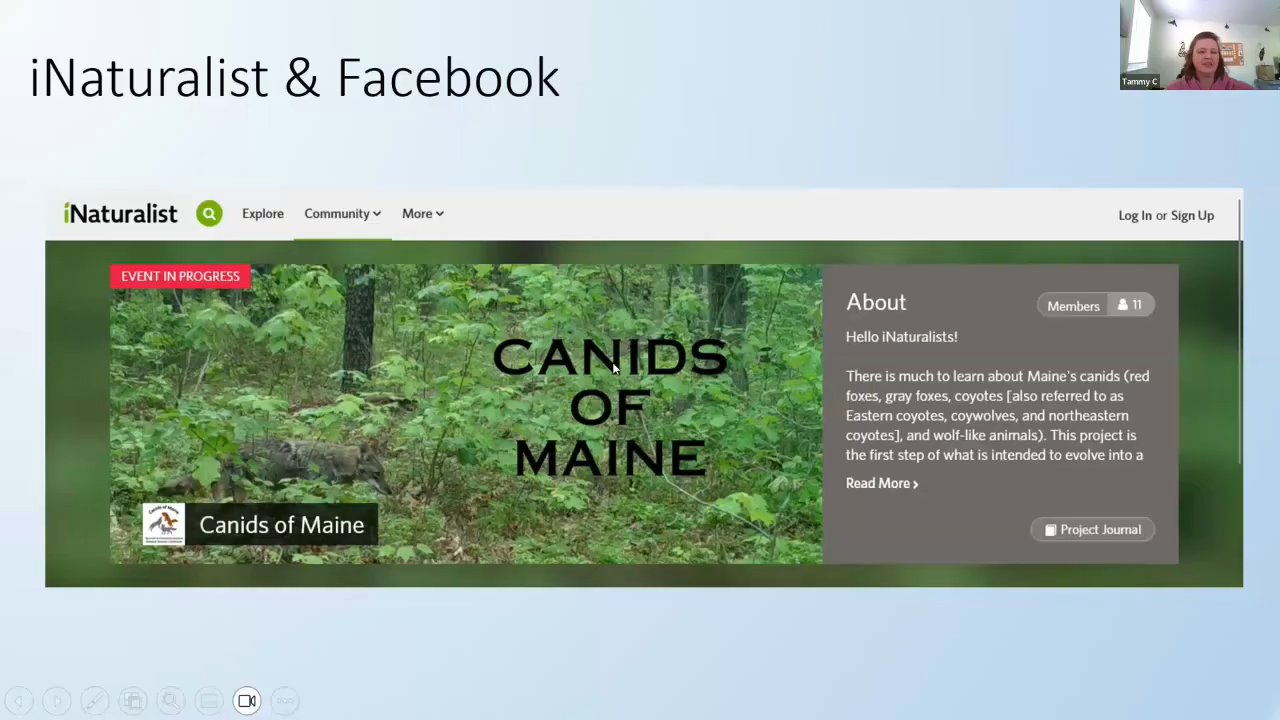 iNaturalist & Facebook
Tammy C
iNaturalist
Explore
Community
More
Log In or Sign Up
EVENT IN PROGRESS
CANIDS
OF
MAINE
Canids of Maine
About
Members 11
Hello iNaturalists!
There is much to learn about Maine's canids (red
foxes, gray foxes, coyotes [also referred to as
Eastern coyotes, coywolves, and northeastern
coyotes], and wolf-like animals). This project is
the first step of what is intended to evolve into a
Read More
Project Journal